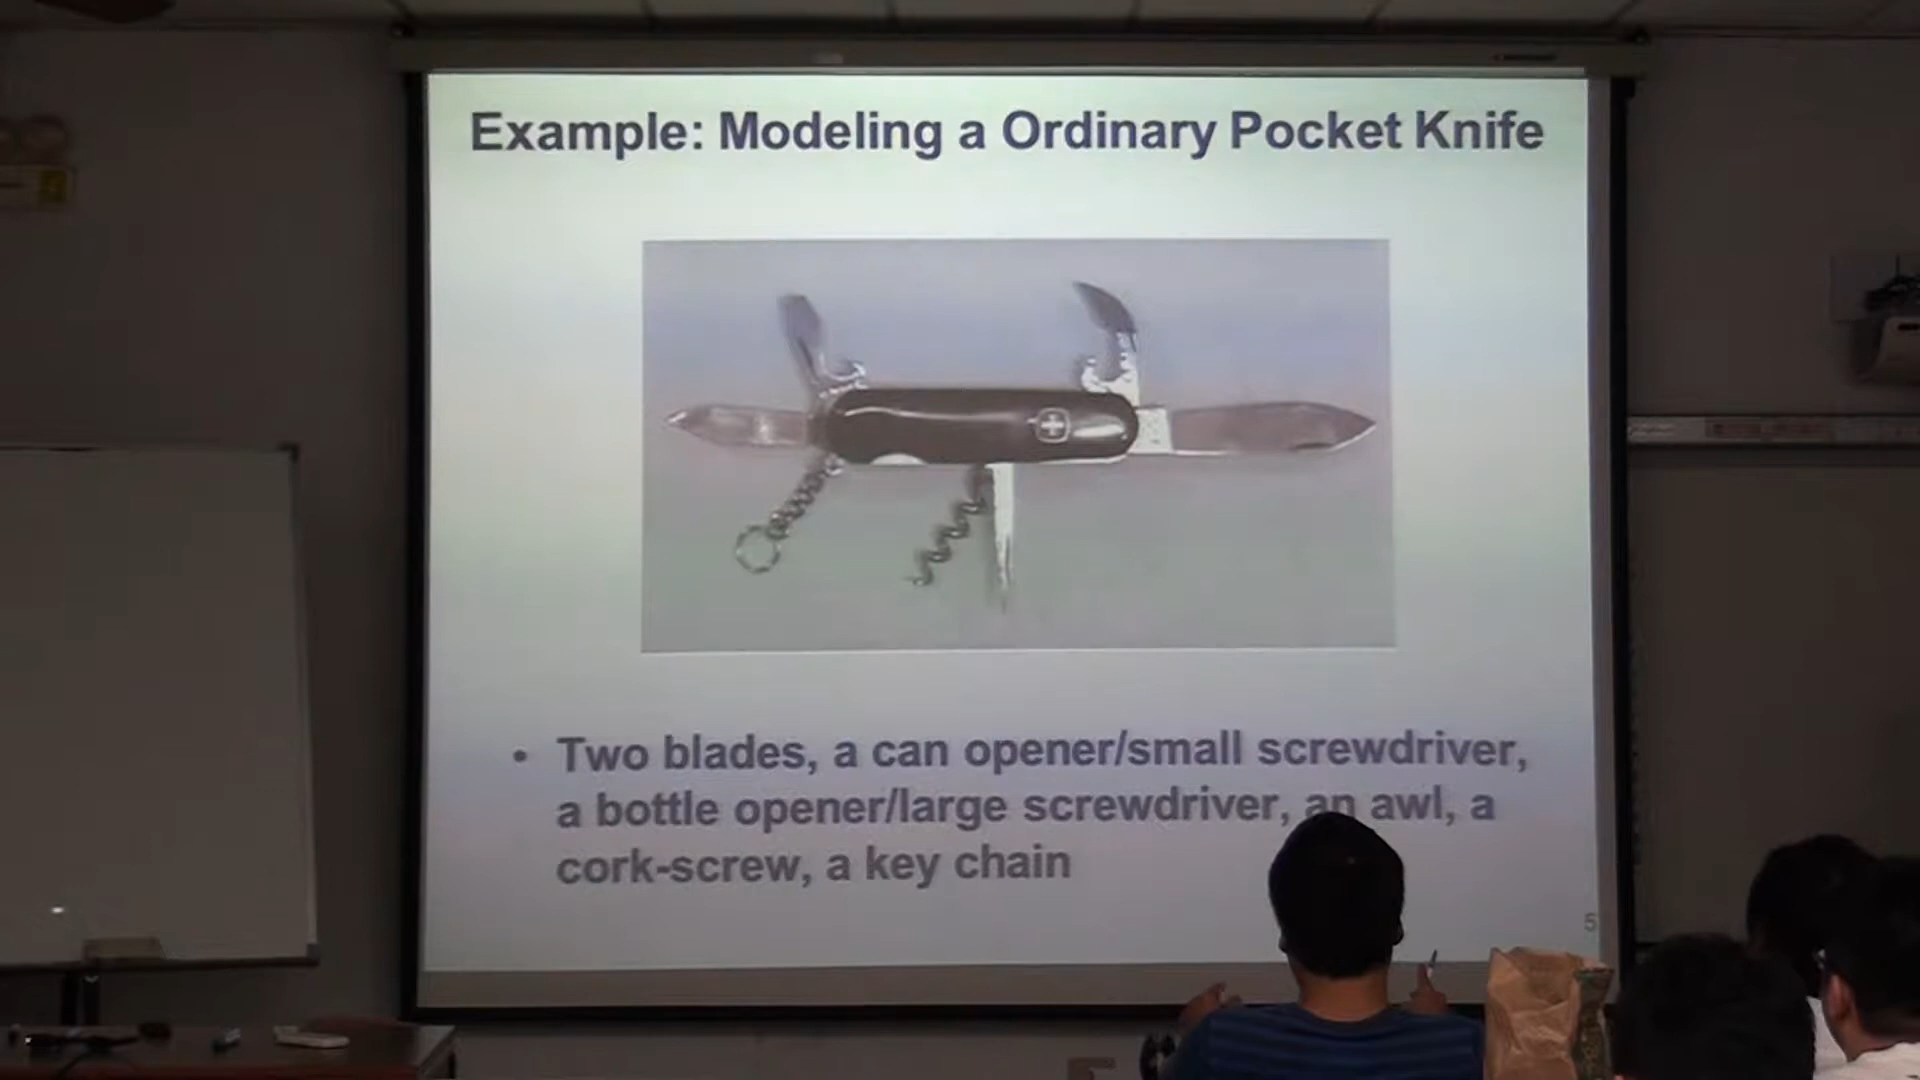 Example: Modeling a Ordinary Pocket Knife
• Two blades, a can opener/small screwdriver,
a bottle opener/large screwdriver, an awl, a
cork-screw, a key chain
5